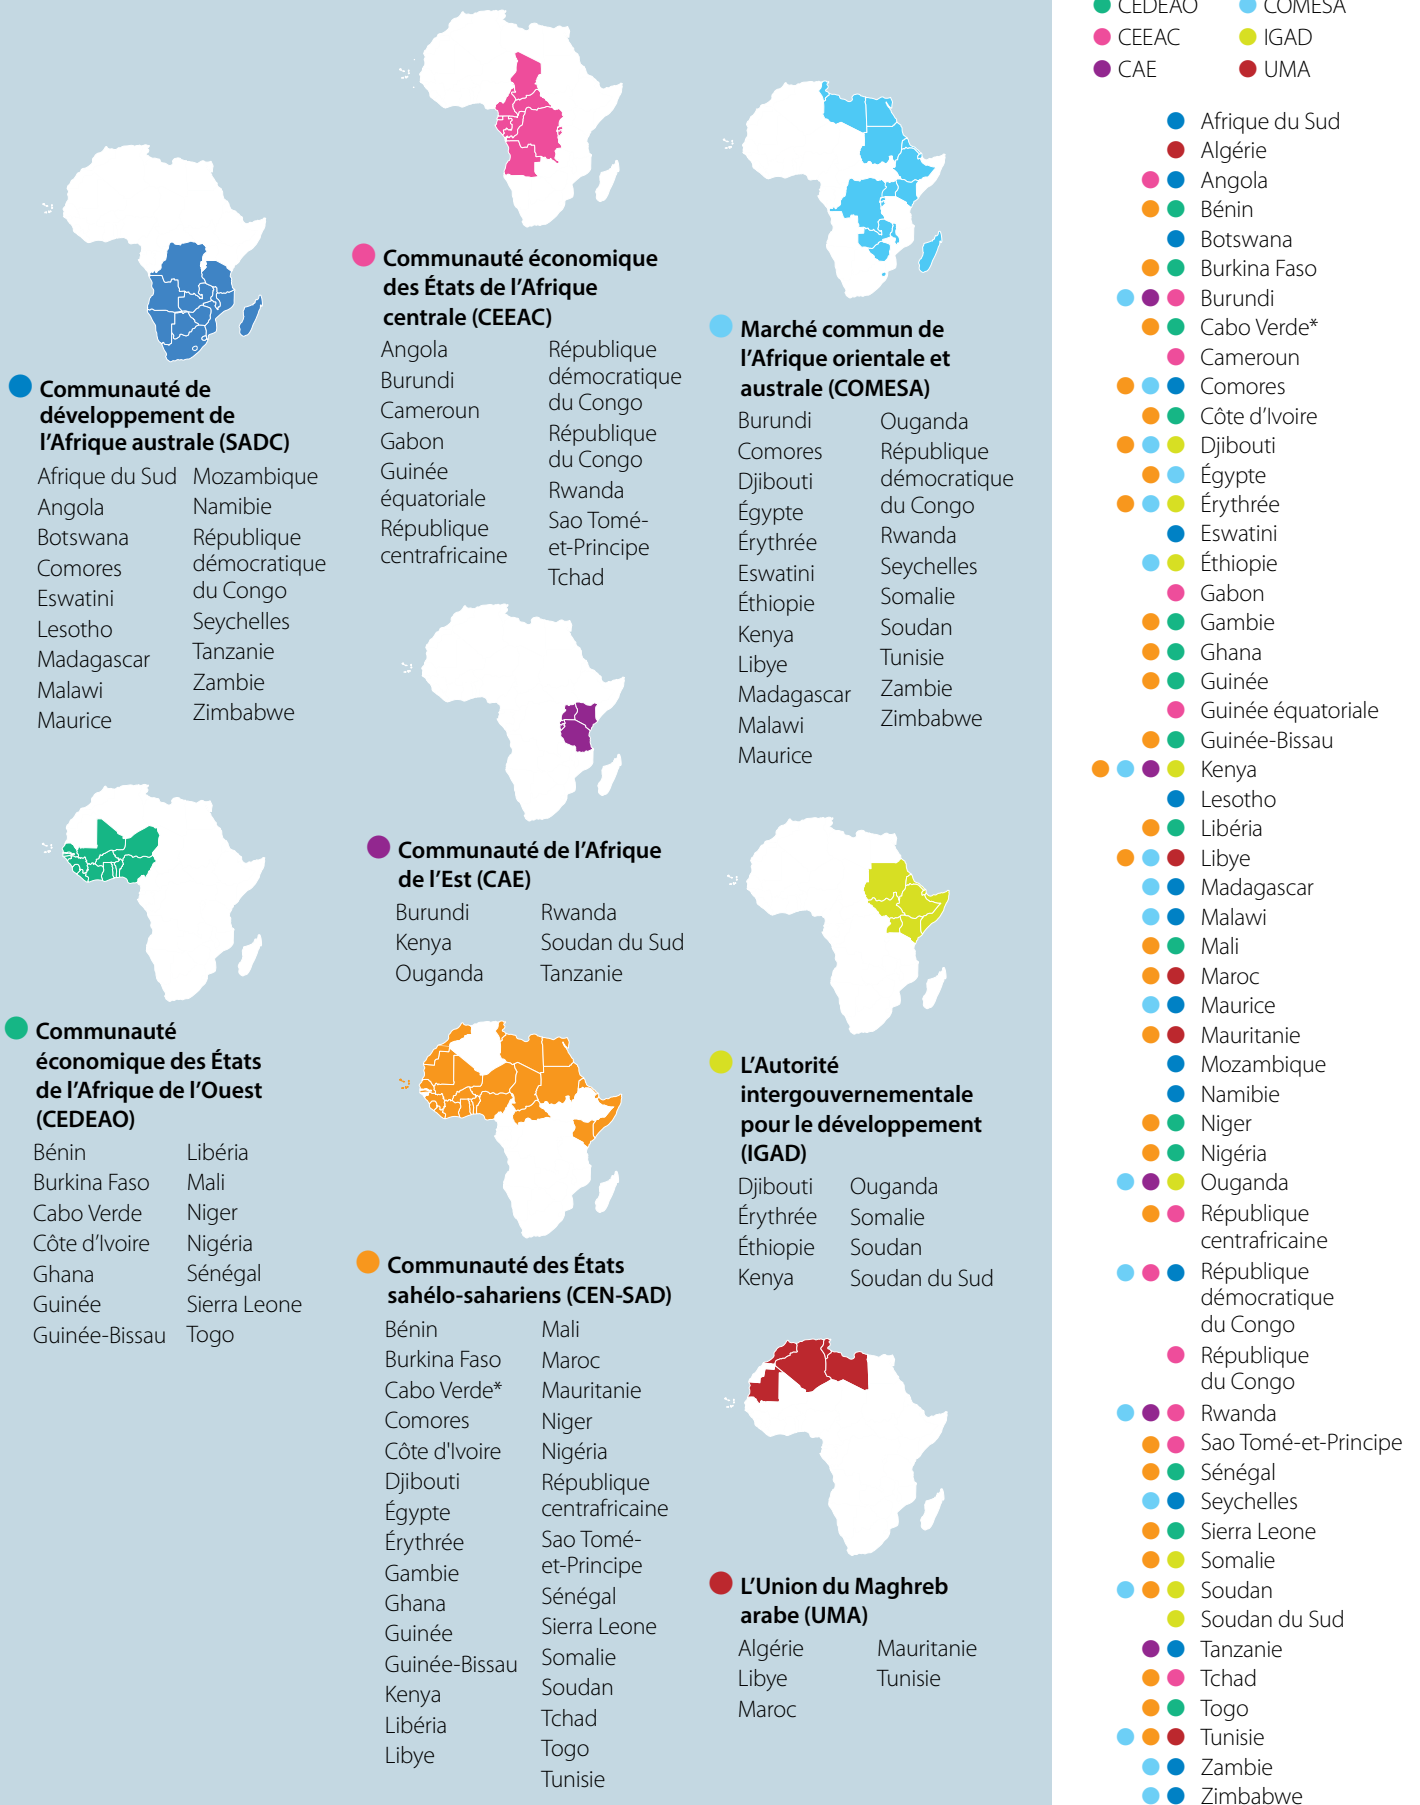 Communauté de
développement de
l'Afrique australe (SADC)
Afrique du Sud
Angola
Botswana
Comores
Eswatini
Lesotho
Madagascar
Malawi
Maurice
Mozambique
Namibie
République
démocratique
du Congo
Seychelles
Tanzanie
Zambie
Zimbabwe
Communauté
économique des États
de l'Afrique de l'Ouest
(CEDEAO)
Bénin
Burkina Faso
Cabo Verde
Côte d'Ivoire
Ghana
Guinée
Guinée-Bissau
Libéria
Mali
Niger
Nigéria
Sénégal
Sierra Leone
Togo
Communauté économique
des États de l'Afrique
centrale (CEEAC)
Angola
Burundi
Cameroun
Gabon
Guinée
équatoriale
République
centrafricaine
République
démocratique
du Congo
République
du Congo
Rwanda
Sao Tomé-
et-Principe
Tchad
Communauté de l'Afrique
de l'Est (CAE)
Burundi
Kenya
Ouganda
Rwanda
Soudan du Sud
Tanzanie
Communauté des États
sahélo-sahariens (CEN-SAD)
Bénin
Burkina Faso
Cabo Verde*
Comores
Côte d'Ivoire
Djibouti
Égypte
Érythrée
Gambie
Ghana
Guinée
Guinée-Bissau
Kenya
Libéria
Libye
Mali
Maroc
Mauritanie
Niger
Nigéria
République
centrafricaine
Sao Tomé-
et-Principe
Sénégal
Sierra Leone
Somalie
Soudan
Tchad
Togo
Tunisie
Marché commun de
l'Afrique orientale et
australe (COMESA)
Burundi
Comores
Djibouti
Égypte
Érythrée
Eswatini
Éthiopie
Kenya
Libye
Madagascar
Malawi
Maurice
Ouganda
République
démocratique
du Congo
Rwanda
Seychelles
Somalie
Soudan
Tunisie
Zambie
Zimbabwe
L'Autorité
intergouvernementale
pour le développement
(IGAD)
Djibouti
Érythrée
Éthiopie
Kenya
Ouganda
Somalie
Soudan
Soudan du Sud
L'Union du Maghreb
arabe (UMA)
Algérie
Libye
Maroc
Mauritanie
Tunisie
CEDEAO
COMESA
CEEAC
IGAD
CAE
UMA
Afrique du Sud
Algérie
Angola
Bénin
Botswana
Burkina Faso
Burundi
Cabo Verde*
Cameroun
Comores
Côte d'Ivoire
Djibouti
Égypte
Érythrée
Eswatini
Éthiopie
Gabon
Gambie
Ghana
Guinée
Guinée équatoriale
Guinée-Bissau
Kenya
Lesotho
Libéria
Libye
Madagascar
Malawi
Mali
Maroc
Maurice
Mauritanie
Mozambique
Namibie
Niger
Nigéria
Ouganda
République
centrafricaine
République
démocratique
du Congo
République
du Congo
Rwanda
Sao Tomé-et-Principe
Sénégal
Seychelles
Sierra Leone
Somalie
Soudan
Soudan du Sud
Tanzanie
Tchad
Togo
Tunisie
Zambie
Zimbabwe